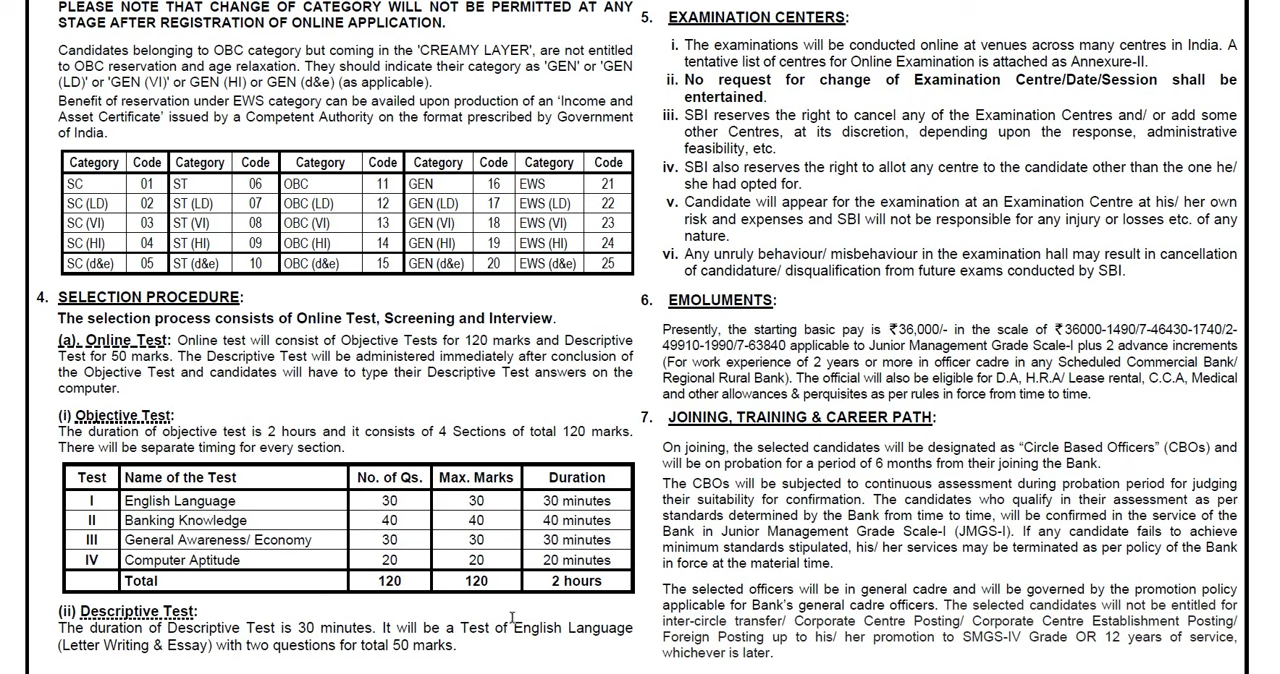 PLEASE NOTE THAT CHANGE OF CATEGORY WILL NOT BE PERMITTED AT ANY
STAGE AFTER REGISTRATION OF ONLINE APPLICATION.
Candidates belonging to OBC category but coming in the 'CREAMY LAYER', are not entitled
to OBC reservation and age relaxation. They should indicate their category as 'GEN' or 'GEN
(LD)' or 'GEN (VI)' or GEN (HI) or GEN (d&e) (as applicable).
Benefit of reservation under EWS category can be availed upon production of an ‘Income and
Asset Certificate’ issued by a Competent Authority on the format prescribed by Government
of India.
Category Code Category Code Category Code Category Code Category Code
SC 01 ST 06 OBC 11 GEN 16 EWS 21
SC (LD) 02 ST (LD) 07 OBC (LD) 12 GEN (LD) 17 EWS (LD) 22
SC (VI) 03 ST (VI) 08 OBC (VI) 13 GEN (VI) 18 EWS (VI) 23
SC (HI) 04 ST (HI) 09 OBC (HI) 14 GEN (HI) 19 EWS (HI) 24
SC (d&e) 05 ST (d&e) 10 OBC (d&e) 15 GEN (d&e) 20 EWS (d&e) 25
4. SELECTION PROCEDURE:
The selection process consists of Online Test, Screening and Interview.
(a). Online Test: Online test will consist of Objective Tests for 120 marks and Descriptive
Test for 50 marks. The Descriptive Test will be administered immediately after conclusion of
the Objective Test and candidates will have to type their Descriptive Test answers on the
computer.
(i) Objective Test:
The duration of objective test is 2 hours and it consists of 4 Sections of total 120 marks.
There will be separate timing for every section.
Test Name of the Test No. of Qs. Max. Marks Duration
I English Language 30 30 30 minutes
II Banking Knowledge 40 40 40 minutes
III General Awareness/ Economy 30 30 30 minutes
IV Computer Aptitude 20 20 20 minutes
Total 120 120 2 hours
(ii) Descriptive Test:
The duration of Descriptive Test is 30 minutes. It will be a Test of English Language
(Letter Writing & Essay) with two questions for total 50 marks.
5. EXAMINATION CENTERS:
i. The examinations will be conducted online at venues across many centres in India. A
tentative list of centres for Online Examination is attached as Annexure-II.
ii. No request for change of Examination Centre/Date/Session shall be
entertained.
iii. SBI reserves the right to cancel any of the Examination Centres and/ or add some
other Centres, at its discretion, depending upon the response, administrative
feasibility, etc.
iv. SBI also reserves the right to allot any centre to the candidate other than the one he/
she had opted for.
v. Candidate will appear for the examination at an Examination Centre at his/ her own
risk and expenses and SBI will not be responsible for any injury or losses etc. of any
nature.
vi. Any unruly behaviour/ misbehaviour in the examination hall may result in cancellation
of candidature/ disqualification from future exams conducted by SBI.
6. EMOLUMENTS:
Presently, the starting basic pay is ₹36,000/- in the scale of ₹36000-1490/7-46430-1740/2-
49910-1990/7-63840 applicable to Junior Management Grade Scale-I plus 2 advance increments
(For work experience of 2 years or more in officer cadre in any Scheduled Commercial Bank/
Regional Rural Bank). The official will also be eligible for D.A, H.R.A/ Lease rental, C.C.A, Medical
and other allowances & perquisites as per rules in force from time to time.
7. JOINING, TRAINING & CAREER PATH:
On joining, the selected candidates will be designated as “Circle Based Officers” (CBOs) and
will be on probation for a period of 6 months from their joining the Bank.
The CBOs will be subjected to continuous assessment during probation period for judging
their suitability for confirmation. The candidates who qualify in their assessment as per
standards determined by the Bank from time to time, will be confirmed in the service of the
Bank in Junior Management Grade Scale-I (JMGS-I). If any candidate fails to achieve
minimum standards stipulated, his/ her services may be terminated as per policy of the Bank
in force at the material time.
The selected officers will be in general cadre and will be governed by the promotion policy
applicable for Bank’s general cadre officers. The selected candidates will not be entitled for
inter-circle transfer/ Corporate Centre Posting/ Corporate Centre Establishment Posting/
Foreign Posting up to his/ her promotion to SMGS-IV Grade OR 12 years of service,
whichever is later.